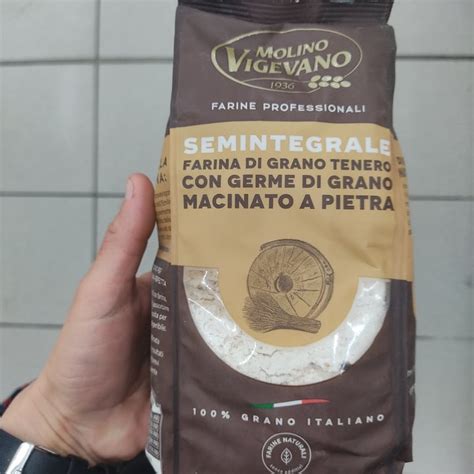 MOLINO
VIGEVANO
1936
FARINE PROFESSIONALI
SEMINTEGRALE
FARINA DI GRANO TENERO
CON GERME DI GRANO
MACINATO A PIETRA
100% GRANO ITALIANO
FARINE NATURALI